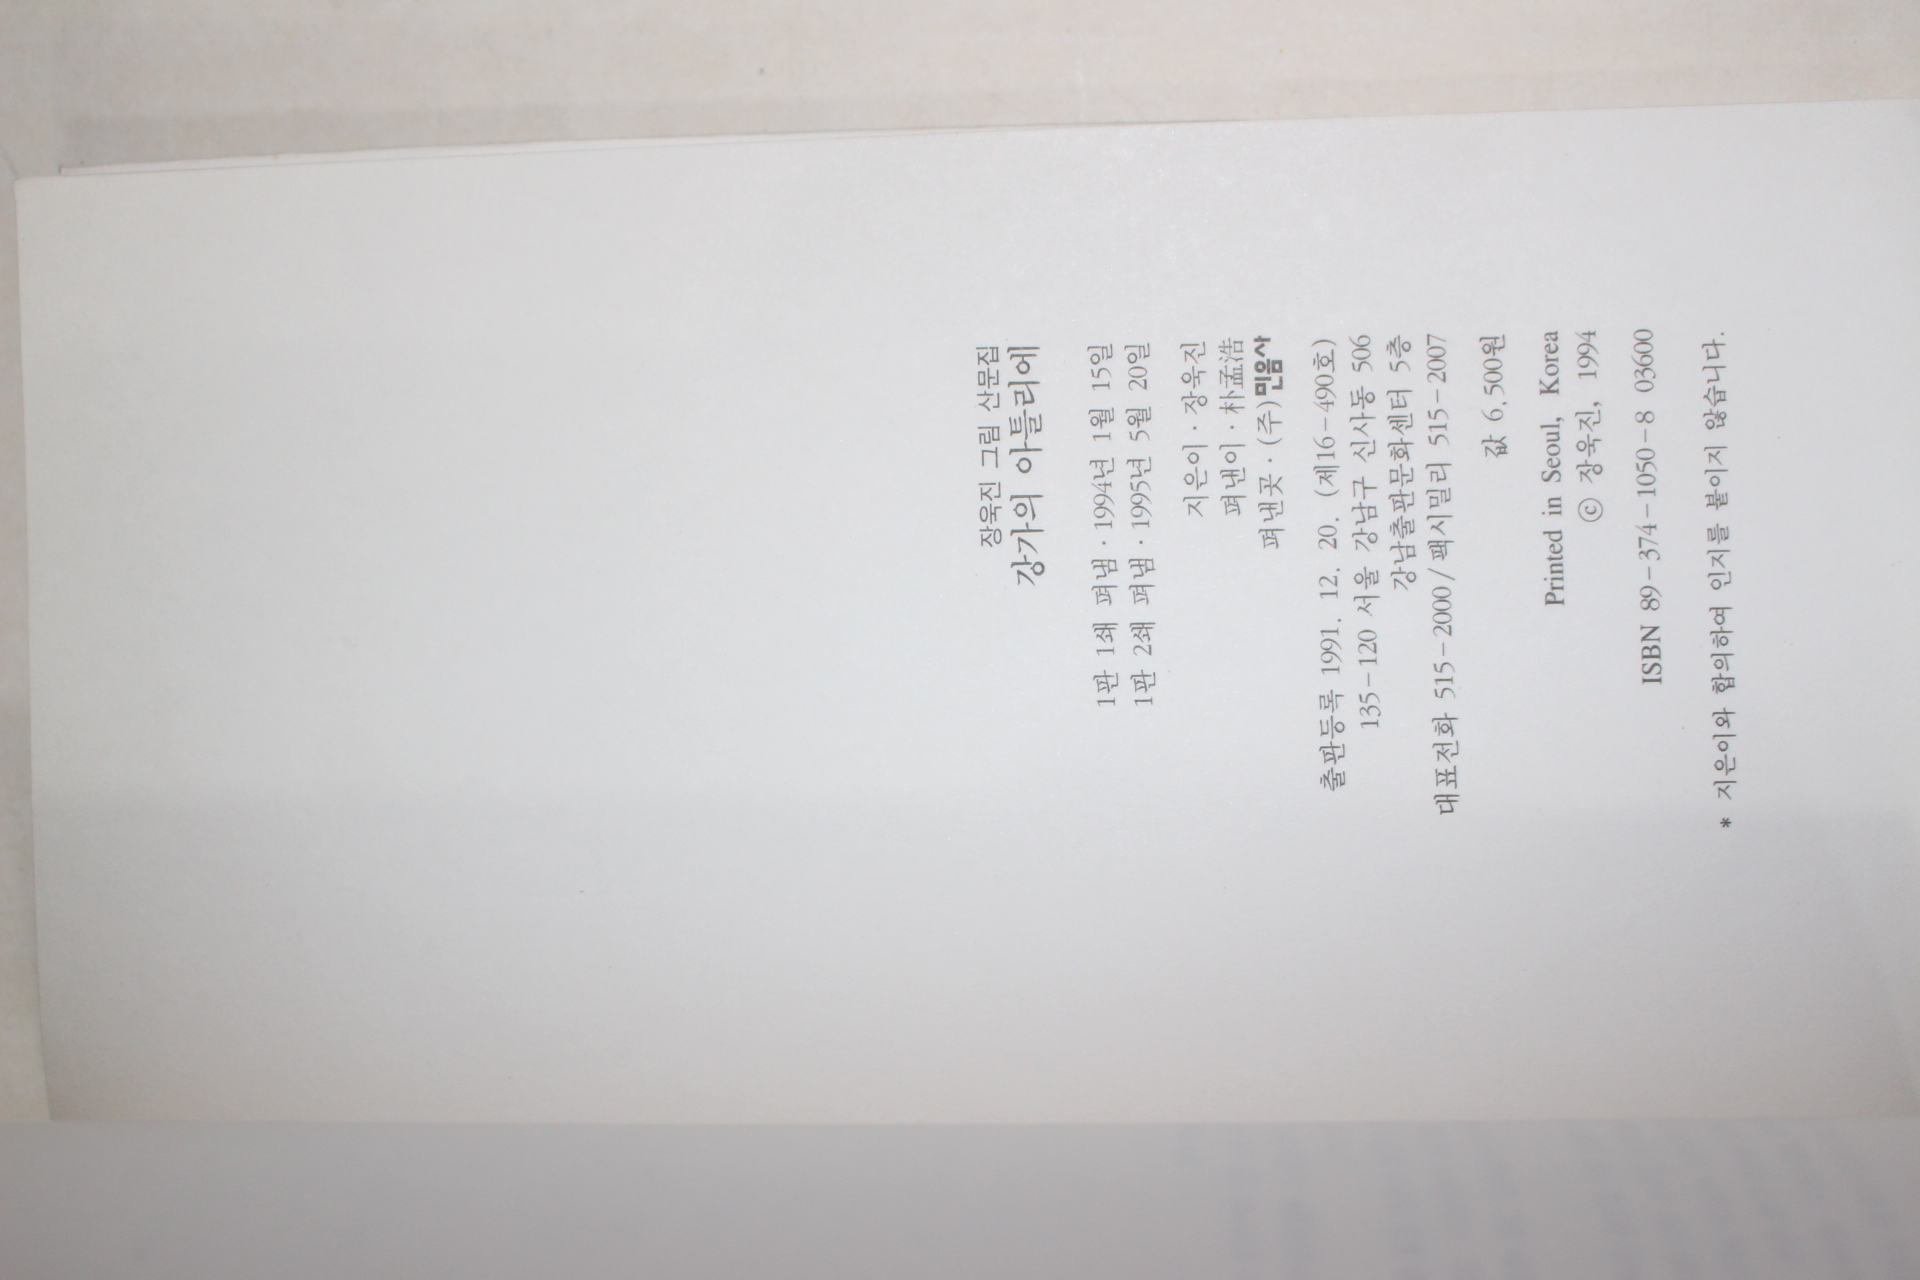 장욱진 그림 산문집
강가의 아틀리에
1판 1쇄 펴냄·1994년 1월 15일
1판 2쇄 펴냄·1995년 5월 20일
지은이·장욱진
펴낸이·朴孟浩
펴낸곳·(주)민음사
출판등록 1991. 12. 20. (제16-490호)
135-120 서울 강남구 신사동 506
강남출판문화센터 5층
대표전화 515-2000/팩시밀리 515-2007
값 6,500원
Printed in Seoul, Korea
ⓒ 장욱진, 1994
ISBN 89-374-1050-8 03600
* 지은이와 합의하여 인지를 붙이지 않습니다.